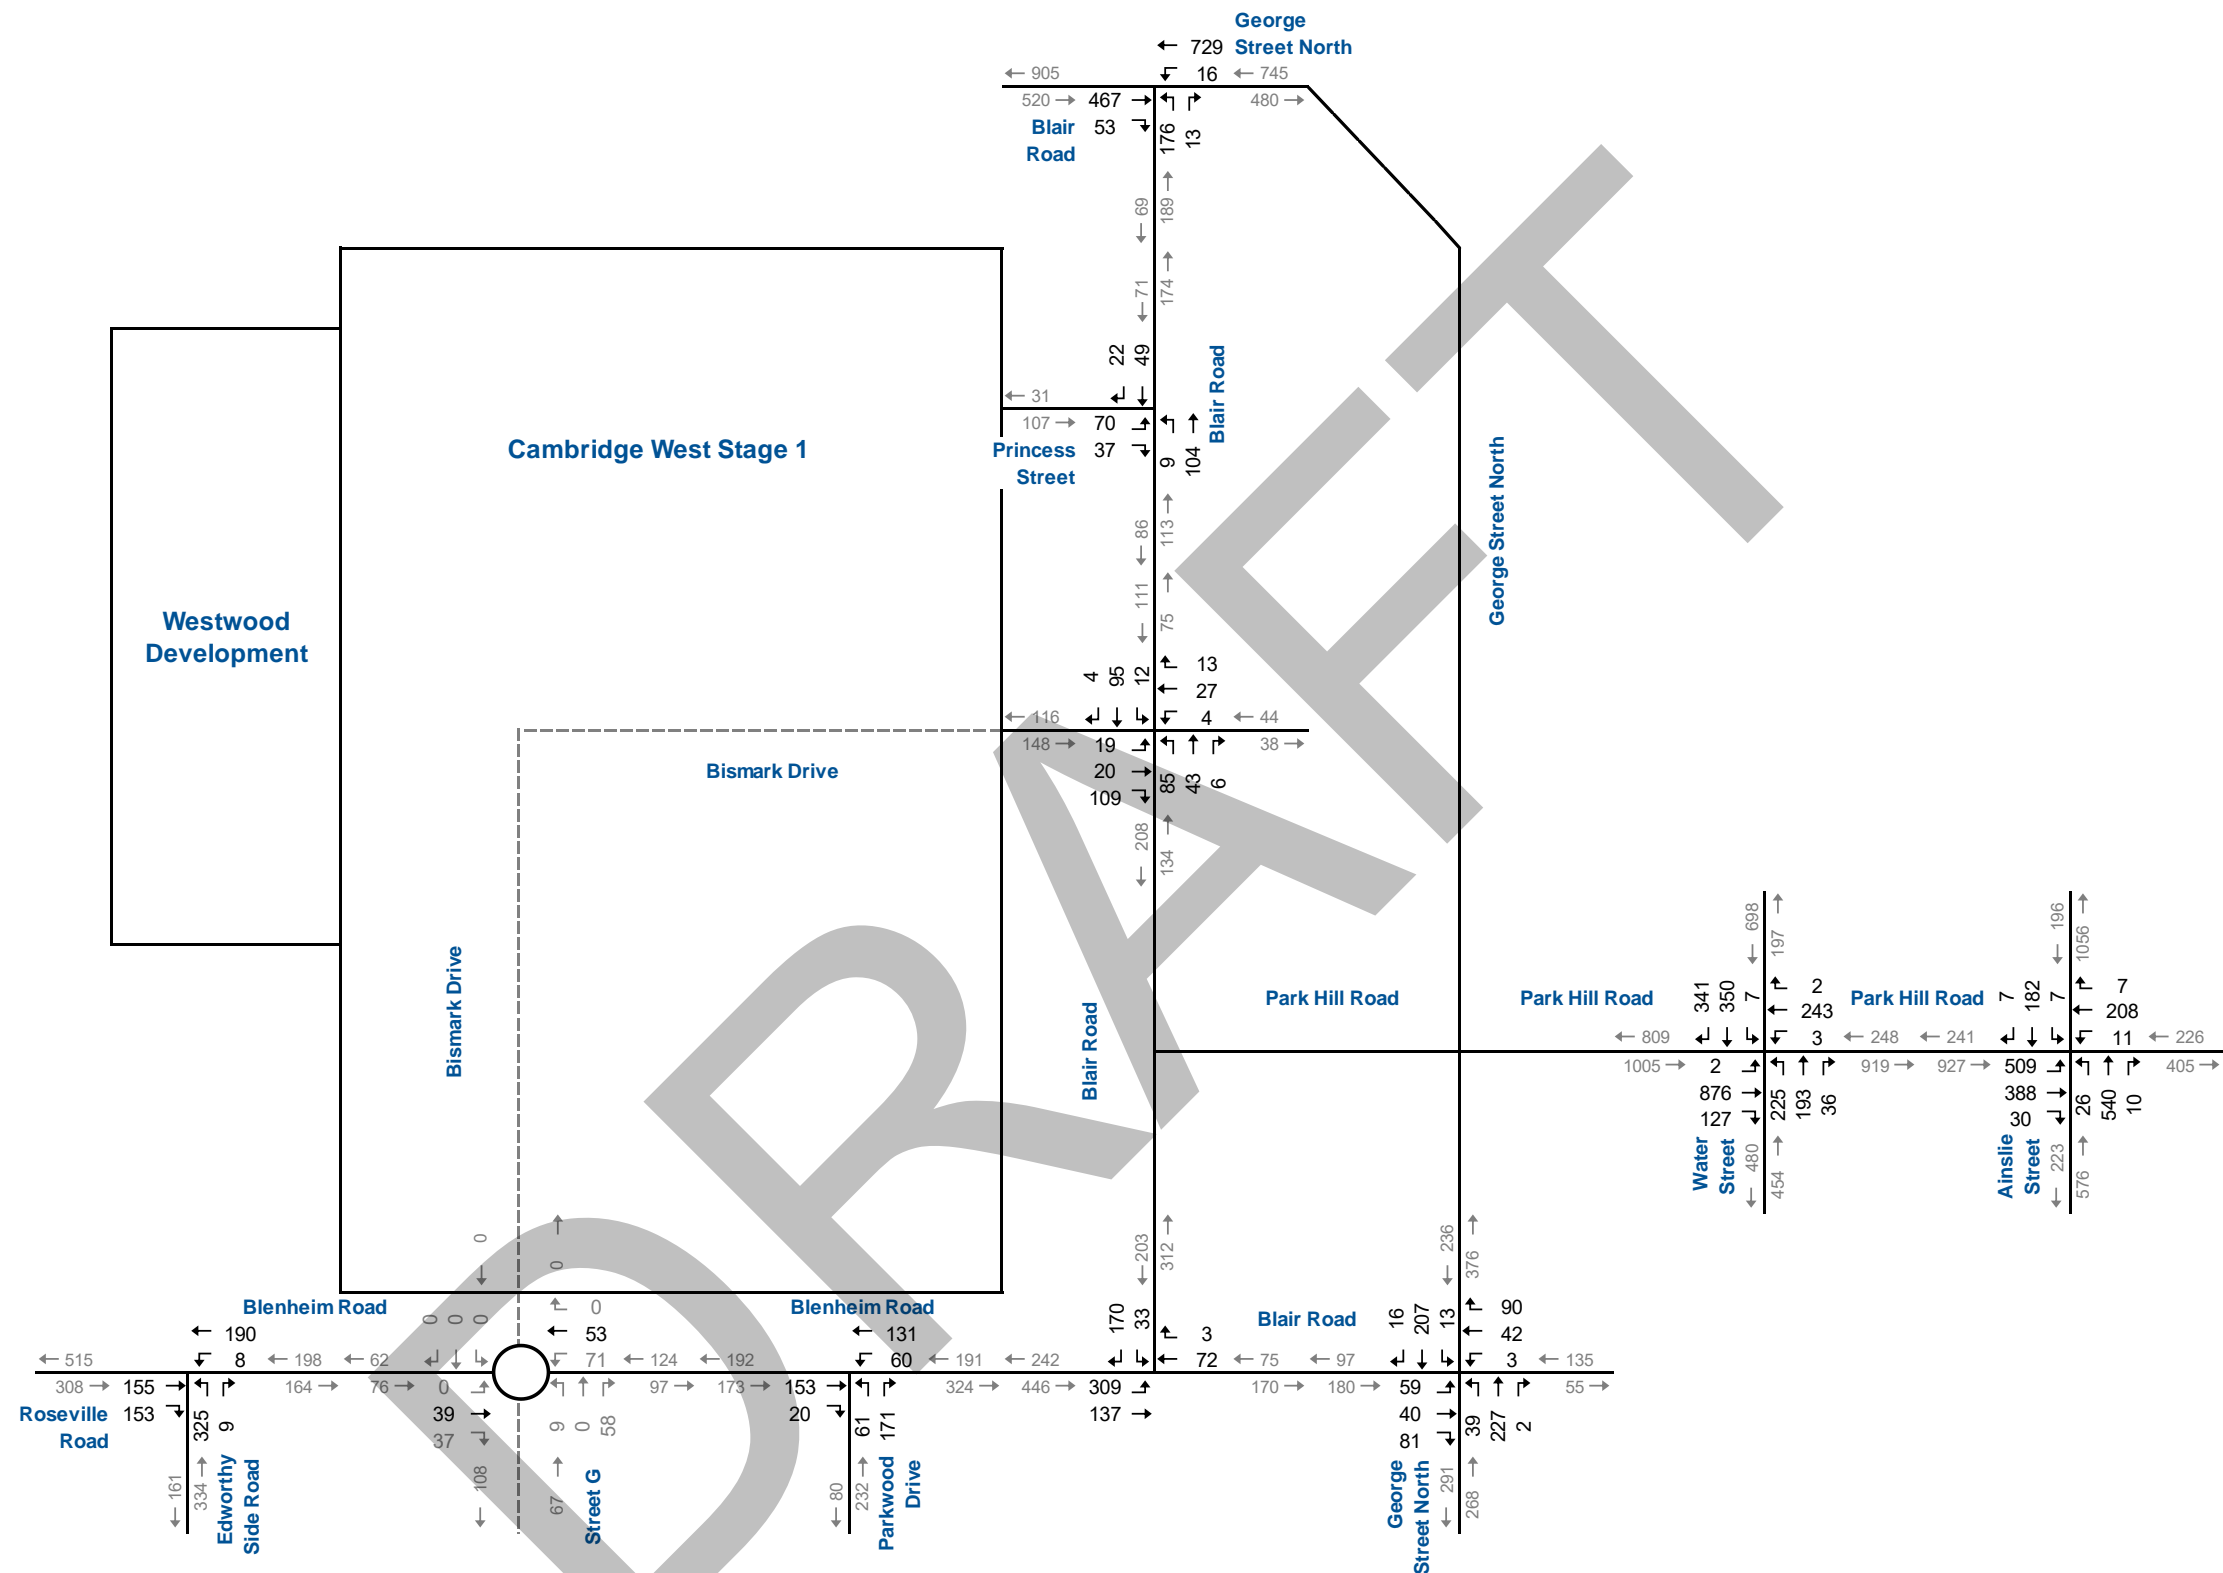 George
← 729 Street North
← 905 16 ← 745
520 → 467 480 →
Blair 53 176 13
Road
69 189
71 174
22 49
← 31
107 → 70
Princess 37 9 104
Street
Blair Road
Cambridge West Stage 1
George Street North
86 113
111 75
Westwood
Development
4 95 12 13
← 27
← 116 4 ← 44
148 → 19 38 →
20 → 85 43 6
109
Bismark Drive
208 134
698 197 196 1056
Bismark Drive
Blair Road
Park Hill Road Park Hill Road Park Hill Road
341 350 7 2 7 182 7 7
← 243 ← 208
← 809 3 ← 248 ← 241 11 ← 226
1005 → 2 919 → 927 → 509 405 →
876 → 225 193 36 388 → 26 540 10
127 30
Water
Street
480 454
Ainslie
Street
223 576
0 0
203 312 236 376
Blenheim Road 0 0 0 0 Blenheim Road 170 33 Blair Road 16 207 13 90
← 190 ← 53 ← 131 3 ← 42
← 515 8 ← 198 ← 62 71 ← 124 ← 192 60 ← 191 ← 242 ← 72 ← 75 ← 97 3 ← 135
308 → 155 → 164 → 76 → 0 97 → 173 → 153 → 324 → 446 → 309 170 → 180 → 59 55 →
Roseville 153 325 9 39 → 9 0 58 20 61 171 137 → 40 → 39 227 2
Road 37 81
161 334
Edworthy
Side Road
108 67
Street G
80 232
Parkwood
Drive
George
Street North
291 268
DRAFT